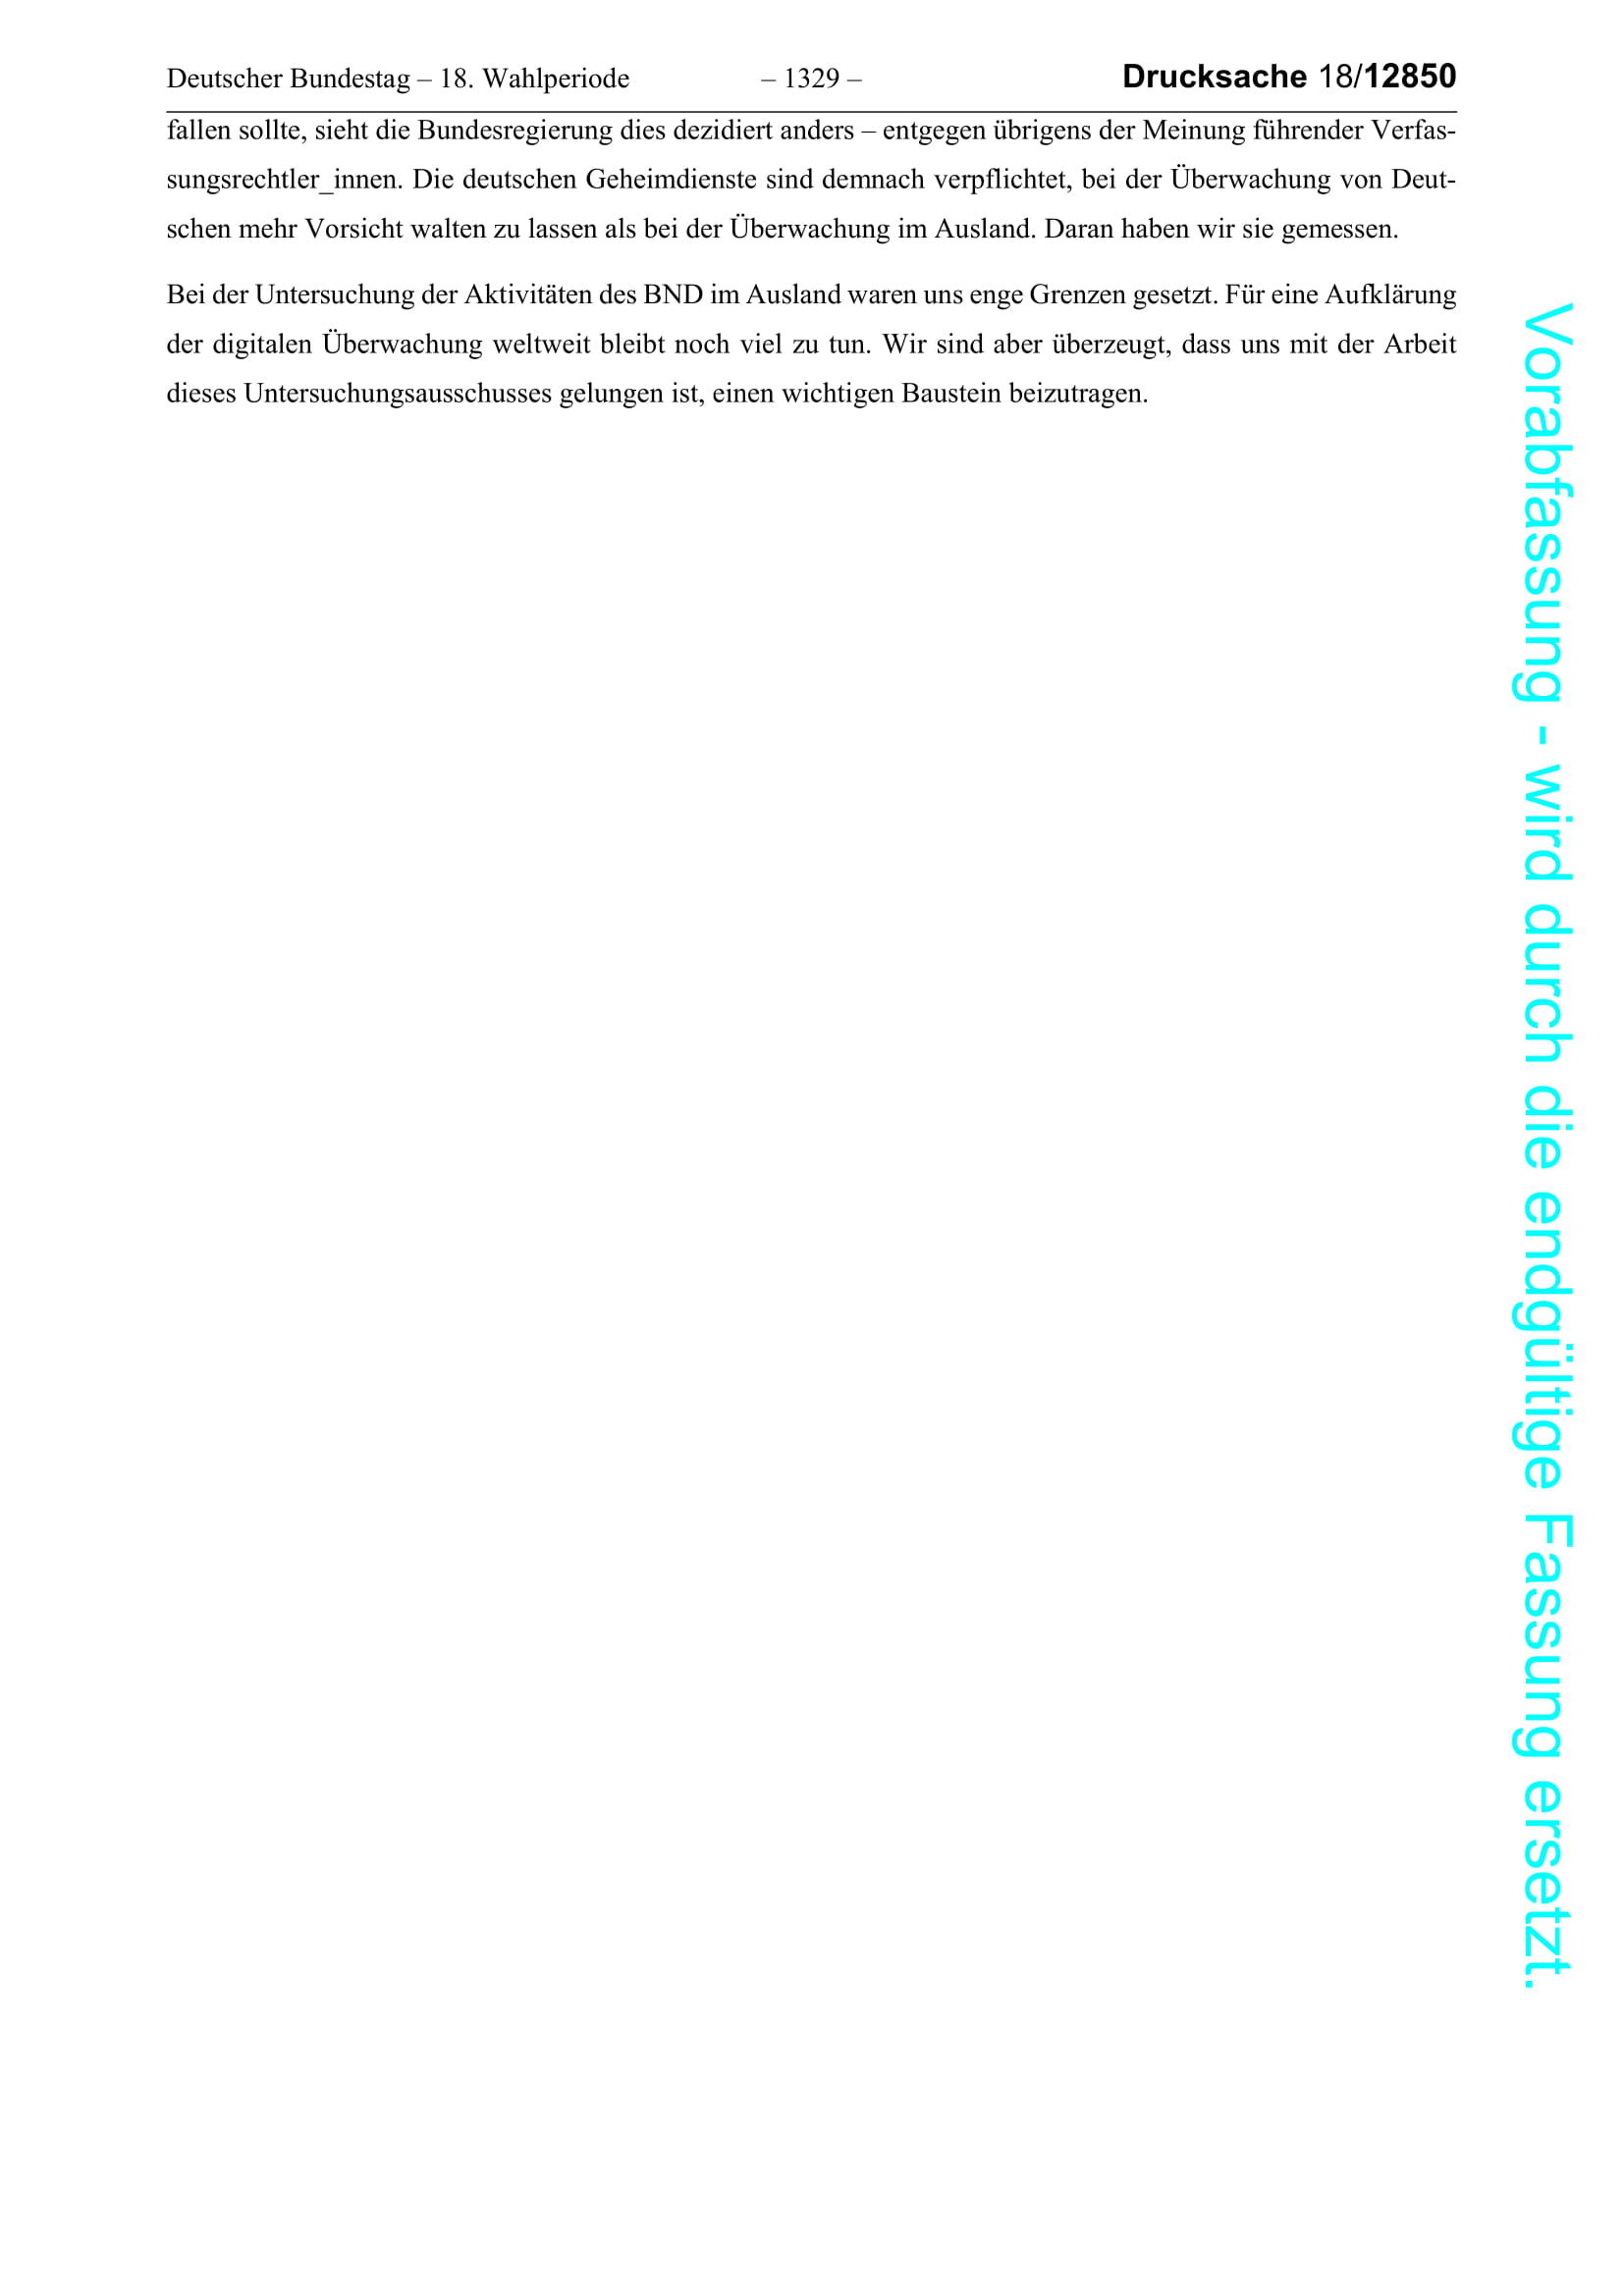 Deutscher Bundestag – 18. Wahlperiode – 1329 – Drucksache 18/12850
fallen sollte, sieht die Bundesregierung dies dezidiert anders – entgegen übrigens der Meinung führender Verfas-
sungsrechtler_innen. Die deutschen Geheimdienste sind demnach verpflichtet, bei der Überwachung von Deut-
schen mehr Vorsicht walten zu lassen als bei der Überwachung im Ausland. Daran haben wir sie gemessen.
Bei der Untersuchung der Aktivitäten des BND im Ausland waren uns enge Grenzen gesetzt. Für eine Aufklärung
der digitalen Überwachung weltweit bleibt noch viel zu tun. Wir sind aber überzeugt, dass uns mit der Arbeit
dieses Untersuchungsausschusses gelungen ist, einen wichtigen Baustein beizutragen.
Vorabfassung - wird durch die endgültige Fassung ersetzt.